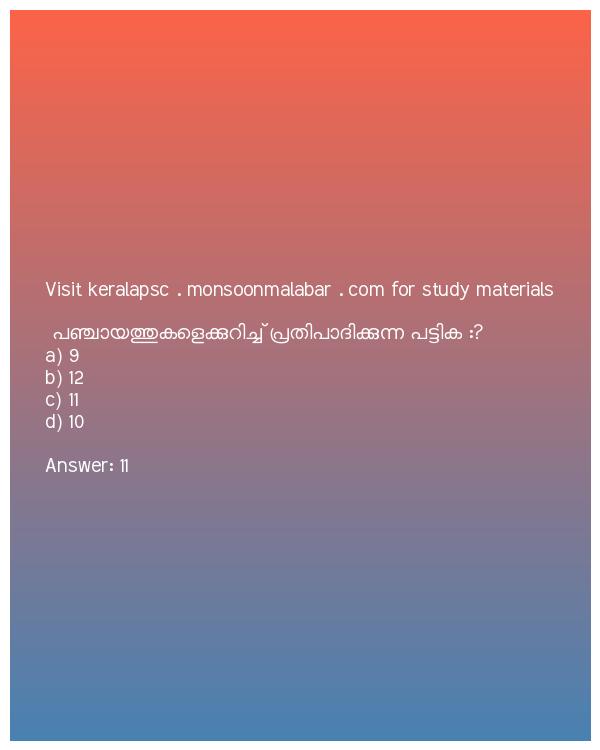 Visit keralapsc . monsoonmalabar . com for study materials
പഞ്ചായത്തുകളെക്കുറിച്ച് പ്രതിപാദിക്കുന്ന പട്ടിക :?
a) 9
b) 12
c) 11
d) 10
Answer: 11